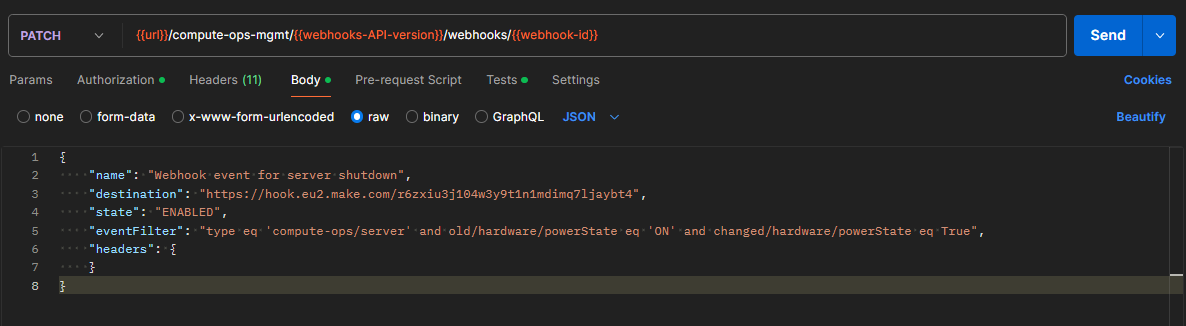 PATCH {{url}}/compute-ops-mgmt/{{webhooks-API-version}}/webhooks/{{webhook-id}} Send
Params Authorization Headers (11) Body Pre-request Script Tests Settings Cookies
none form-data x-www-form-urlencoded raw binary GraphQL JSON Beautify
1 {
2 "name": "Webhook event for server shutdown",
3 "destination": "https://hook.eu2.make.com/r6zxiu3j104w3y9t1n1mdimq7ljaybt4",
4 "state": "ENABLED",
5 "eventFilter": "type eq 'compute-ops/server' and old/hardware/powerState eq 'ON' and changed/hardware/powerState eq True",
6 "headers": {
7 }
8 }